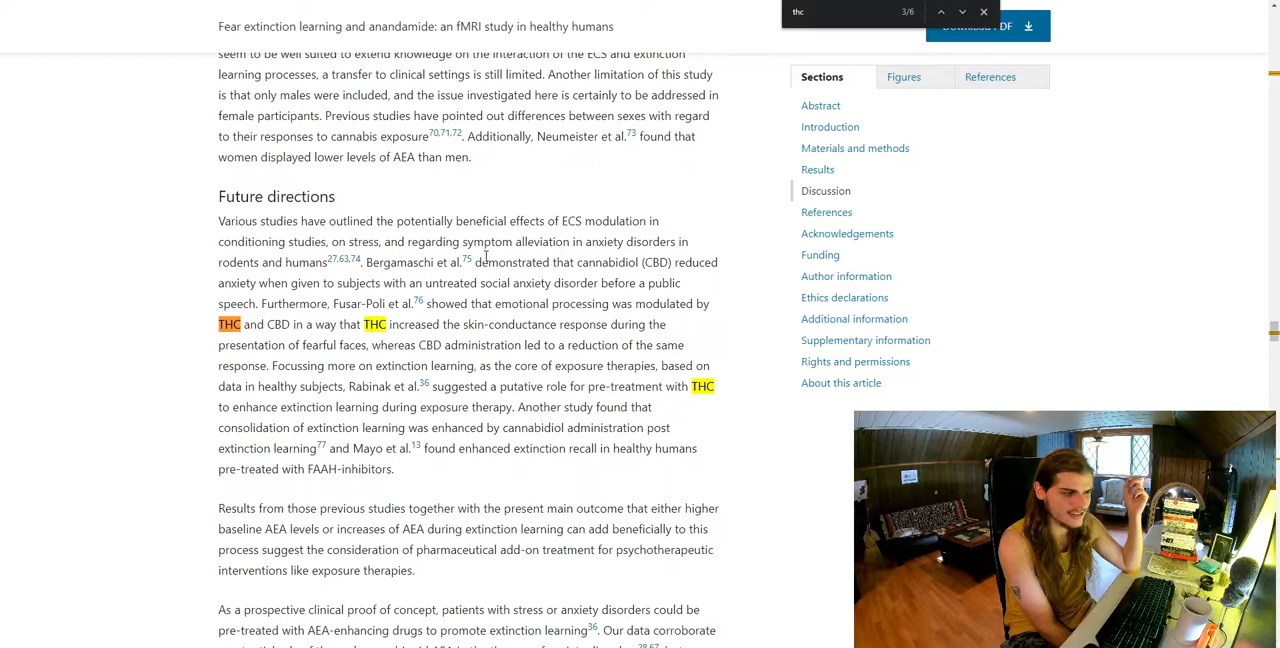 Fear extinction learning and anandamide: an fMRI study in healthy humans
thc
3/6
PDF
seem to be well suited to extend knowledge on the interaction of the ECS and extinction
learning processes, a transfer to clinical settings is still limited. Another limitation of this study
is that only males were included, and the issue investigated here is certainly to be addressed in
female participants. Previous studies have pointed out differences between sexes with regard
to their responses to cannabis exposure70,71,72. Additionally, Neumeister et al.73 found that
women displayed lower levels of AEA than men.
Future directions
Various studies have outlined the potentially beneficial effects of ECS modulation in
conditioning studies, on stress, and regarding symptom alleviation in anxiety disorders in
rodents and humans27,63,74. Bergamaschi et al.75 demonstrated that cannabidiol (CBD) reduced
anxiety when given to subjects with an untreated social anxiety disorder before a public
speech. Furthermore, Fusar-Poli et al.76 showed that emotional processing was modulated by
THC and CBD in a way that THC increased the skin-conductance response during the
presentation of fearful faces, whereas CBD administration led to a reduction of the same
response. Focussing more on extinction learning, as the core of exposure therapies, based on
data in healthy subjects, Rabinak et al.36 suggested a putative role for pre-treatment with THC
to enhance extinction learning during exposure therapy. Another study found that
consolidation of extinction learning was enhanced by cannabidiol administration post
extinction learning77 and Mayo et al.13 found enhanced extinction recall in healthy humans
pre-treated with FAAH-inhibitors.
Results from those previous studies together with the present main outcome that either higher
baseline AEA levels or increases of AEA during extinction learning can add beneficially to this
process suggest the consideration of pharmaceutical add-on treatment for psychotherapeutic
interventions like exposure therapies.
As a prospective clinical proof of concept, patients with stress or anxiety disorders could be
pre-treated with AEA-enhancing drugs to promote extinction learning36. Our data corroborate
Sections
Figures
References
Abstract
Introduction
Materials and methods
Results
Discussion
References
Acknowledgements
Funding
Author information
Ethics declarations
Additional information
Supplementary information
Rights and permissions
About this article